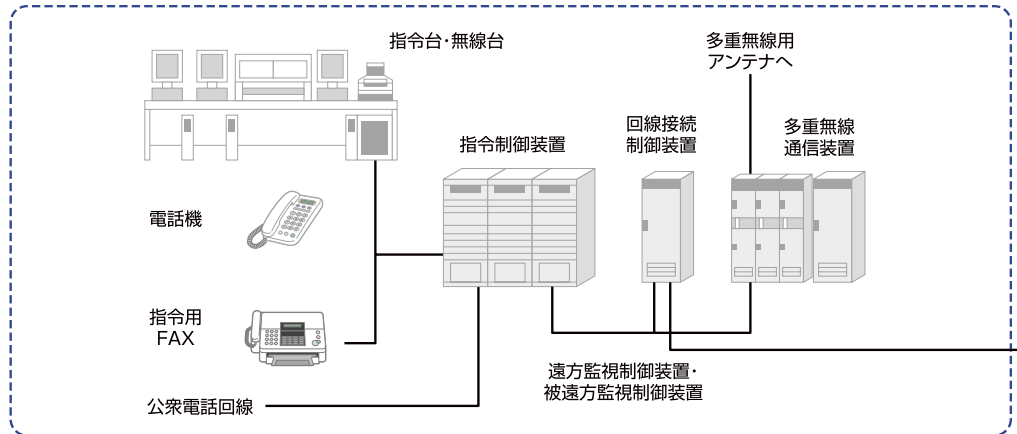 指令台・無線台
多重無線用
アンテナへ
回線接続
制御装置
多重無線
通信装置
指令制御装置
電話機
指令用
FAX
遠方監視制御装置・
被遠方監視制御装置
公衆電話回線